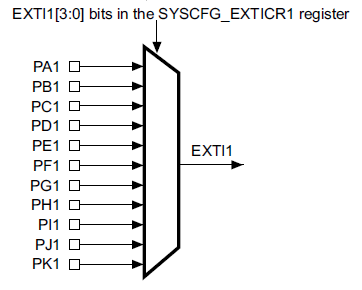 EXTI1[3:0] bits in the SYSCFG_EXTICR1 register
PA1
PB1
PC1
PD1
PE1
PF1
PG1
PH1
PI1
PJ1
PK1
EXTI1